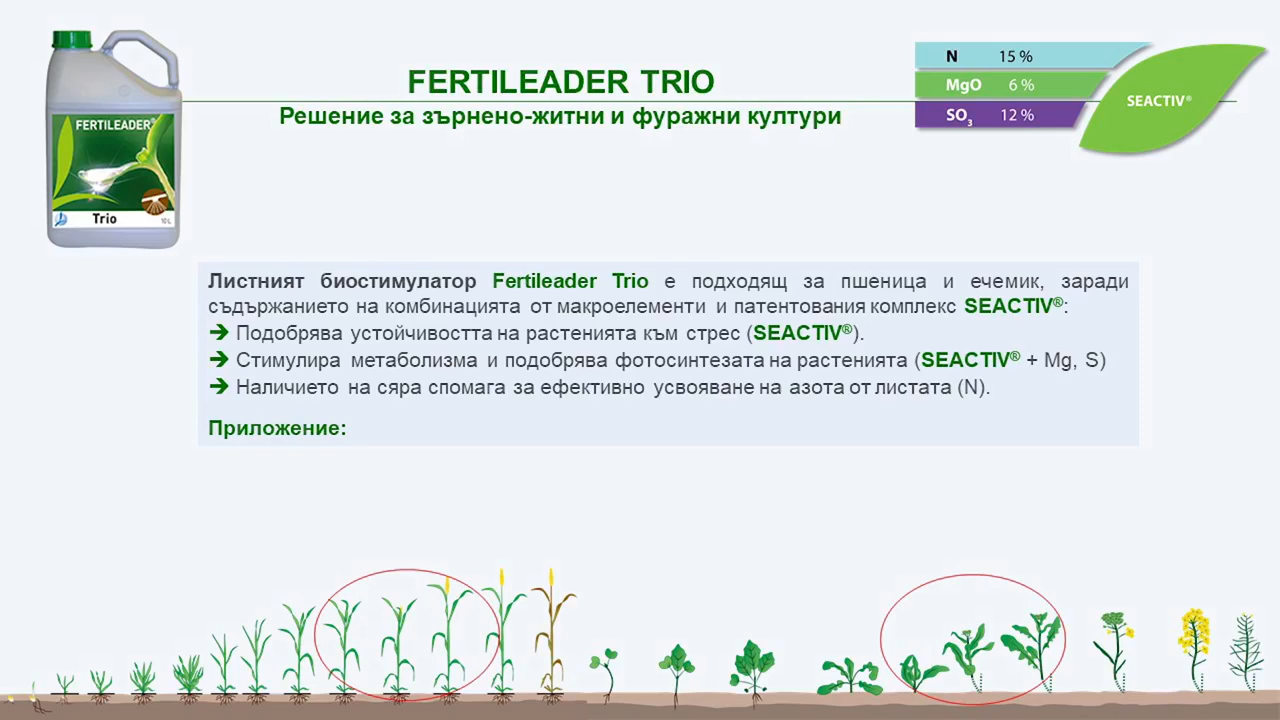 FERTILEADER TRIO
Решение за зърнено-житни и фуражни култури
N 15 %
MgO 6 %
SO3 12 %
SEACTIV®
FERTILEADER®
Trio
10 L
Листният биостимулатор Fertileader Trio е подходящ за пшеница и ечемик, заради
съдържанието на комбинацията от макроелементи и патентования комплекс SEACTIV®:
➔ Подобрява устойчивостта на растенията към стрес (SEACTIV®).
➔ Стимулира метаболизма и подобрява фотосинтезата на растенията (SEACTIV® + Mg, S)
➔ Наличието на сяра спомага за ефективно усвояване на азота от листата (N).
Приложение: